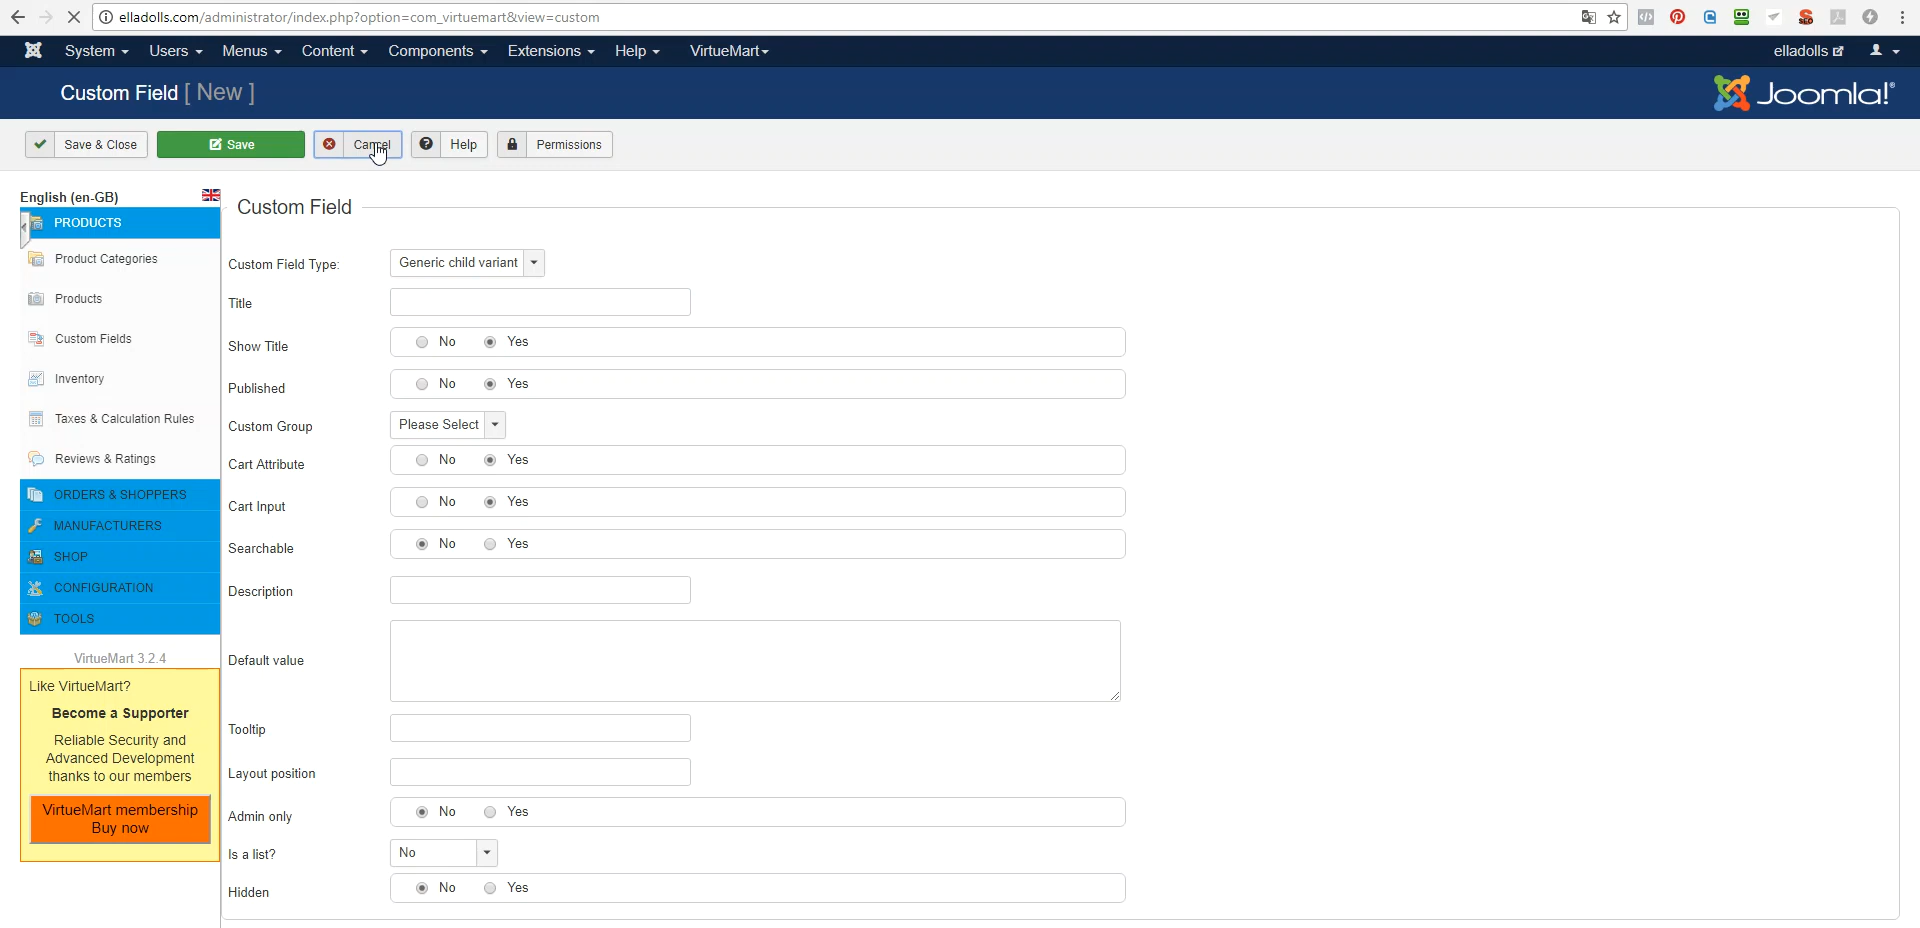 elladolls.com/administrator/index.php?option=com_virtuemart&view=custom
System Users Menus Content Components Extensions Help VirtueMart elladolls
Custom Field [ New ] Joomla!®
Save & Close Save Cancel Help Permissions
English (en-GB)
Custom Field
PRODUCTS
Product Categories
Products
Custom Fields
Inventory
Taxes & Calculation Rules
Reviews & Ratings
ORDERS & SHOPPERS
MANUFACTURERS
SHOP
CONFIGURATION
TOOLS
VirtueMart 3.2.4
Like VirtueMart?
Become a Supporter
Reliable Security and
Advanced Development
thanks to our members
VirtueMart membership
Buy now
Custom Field Type: Generic child variant
Title
Show Title No Yes
Published No Yes
Custom Group Please Select
Cart Attribute No Yes
Cart Input No Yes
Searchable No Yes
Description
Default value
Tooltip
Layout position
Admin only No Yes
Is a list? No
Hidden No Yes